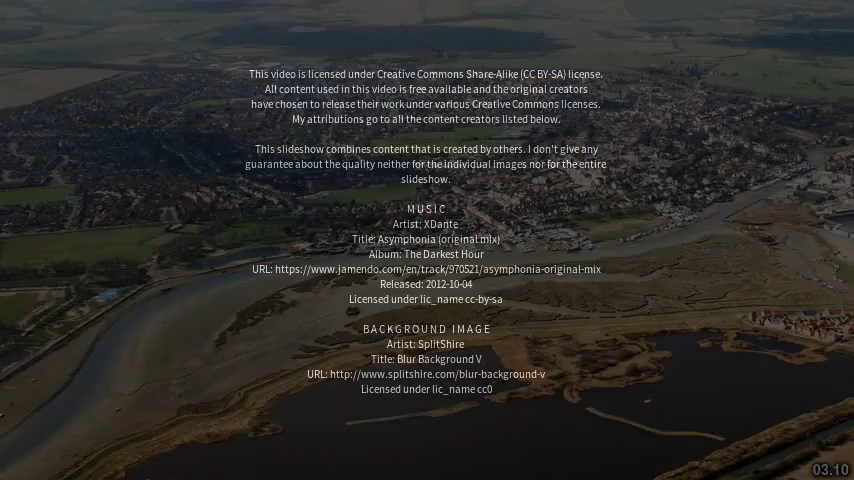 This video is licensed under Creative Commons Share-Alike (CC BY-SA) license.
All content used in this video is free available and the original creators
have chosen to release their work under various Creative Commons licenses.
My attributions go to all the content creators listed below.
This slideshow combines content that is created by others. I don't give any
guarantee about the quality neither for the individual images nor for the entire
slideshow.
MUSIC
Artist: XDante
Title: Asymphonia (original mix)
Album: The Darkest Hour
URL: https://www.jamendo.com/en/track/970521/asymphonia-original-mix
Released: 2012-10-04
Licensed under lic_name cc-by-sa
BACKGROUND IMAGE
Artist: SplitShire
Title: Blur Background V
URL: http://www.splitshire.com/blur-background-v
Licensed under lic_name cc0
03.10